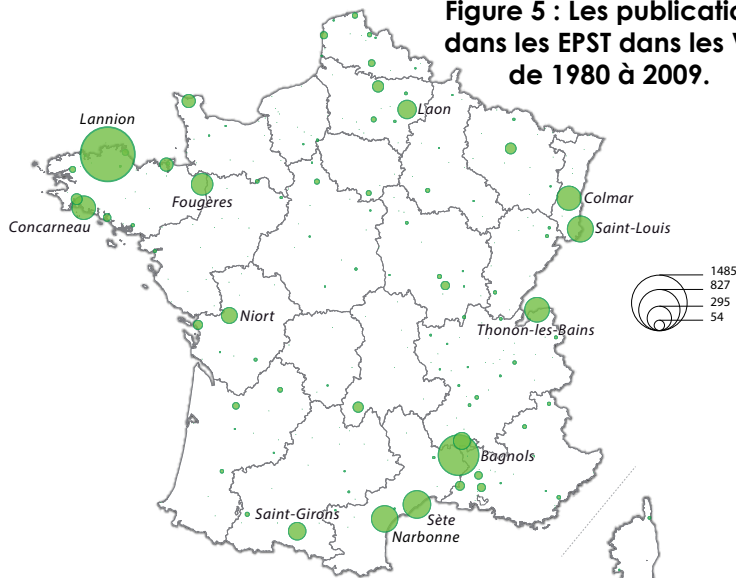 Figure 5 : Les publicatio
dans les EPST dans les V
de 1980 à 2009.
Laon
Lannion
Fougères
Colmar
Concarneau
Saint-Louis
1485
827
295
54
Niort
Thonon-les-Bains
Bagnols
Saint-Girons
Sète
Narbonne